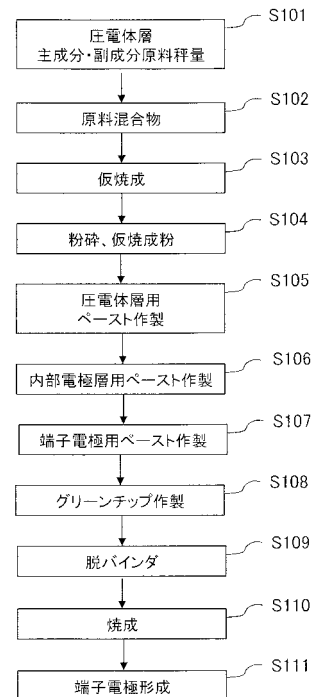 S101
圧電体層
主成分・副成分原料秤量
S102
原料混合物
S103
仮焼成
S104
粉砕、仮焼成粉
S105
圧電体層用
ペースト作製
S106
内部電極層用ペースト作製
S107
端子電極用ペースト作製
S108
グリーンチップ作製
S109
脱バインダ
S110
焼成
S111
端子電極形成